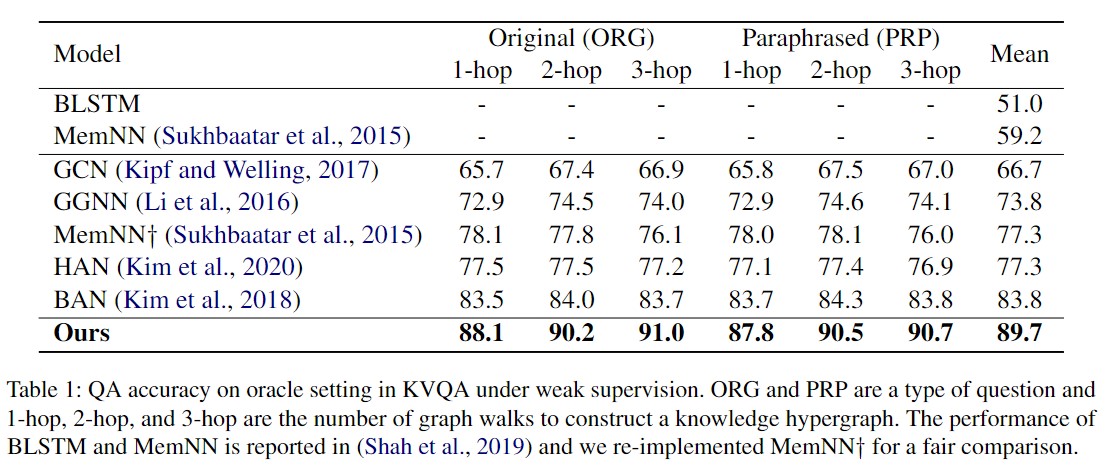 Model Original (ORG) Paraphrased (PRP) Mean
1-hop 2-hop 3-hop 1-hop 2-hop 3-hop
BLSTM - - - - - - 51.0
MemNN (Sukhbaatar et al., 2015) - - - - - - 59.2
GCN (Kipf and Welling, 2017) 65.7 67.4 66.9 65.8 67.5 67.0 66.7
GGNN (Li et al., 2016) 72.9 74.5 74.0 72.9 74.6 74.1 73.8
MemNN† (Sukhbaatar et al., 2015) 78.1 77.8 76.1 78.0 78.1 76.0 77.3
HAN (Kim et al., 2020) 77.5 77.5 77.2 77.1 77.4 76.9 77.3
BAN (Kim et al., 2018) 83.5 84.0 83.7 83.7 84.3 83.8 83.8
Ours 88.1 90.2 91.0 87.8 90.5 90.7 89.7
Table 1: QA accuracy on oracle setting in KVQA under weak supervision. ORG and PRP are a type of question and
1-hop, 2-hop, and 3-hop are the number of graph walks to construct a knowledge hypergraph. The performance of
BLSTM and MemNN is reported in (Shah et al., 2019) and we re-implemented MemNN† for a fair comparison.